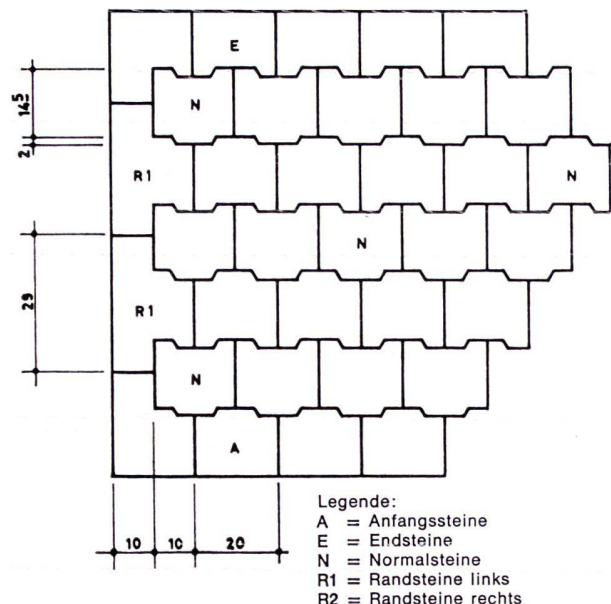 E
14⁵
N
2
R1
N
N
29
R1
N
A
10
10
20
Legende:
A = Anfangssteine
E = Endsteine
N = Normalsteine
R1 = Randsteine links
R2 = Randsteine rechts